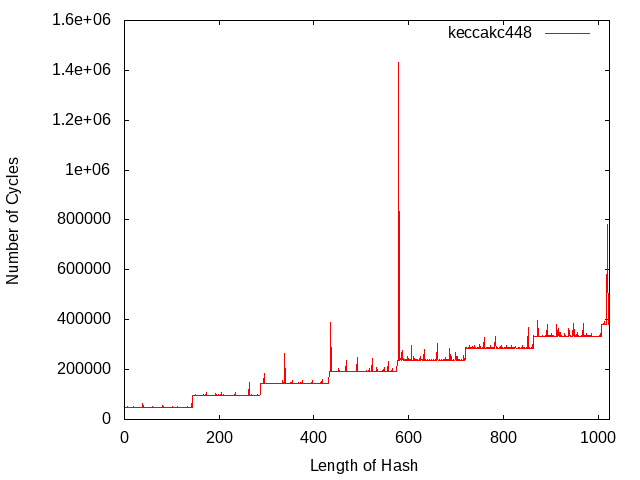 1.6e+06
keccakc448
1.4e+06
1.2e+06
1e+06
800000
600000
400000
200000
0
Number of Cycles
0 200 400 600 800 1000
Length of Hash